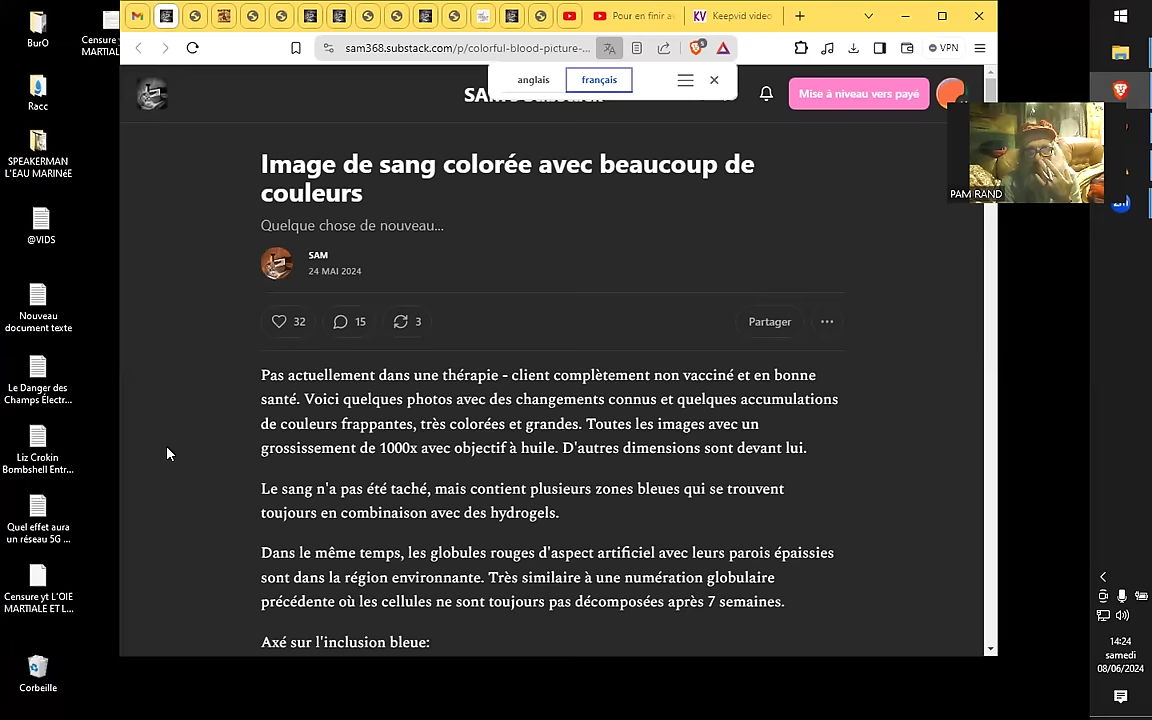 BurO
Censure yt
MARTIALE
Racc
SPEAKERMAN
L'EAU MARINéE
@VIDS
Nouveau
document texte
Le Danger des
Champs Électr...
Liz Crokin
Bombshell Entr...
Quel effet aura
un réseau 5G ...
Censure yt L'OIE
MARTIALE ET L...
Corbeille
Pour en finir av
KV Keepvid video
sam368.substack.com/p/colorful-blood-picture-...
VPN
anglais
français
Mise à niveau vers payé
PAM RAND
Image de sang colorée avec beaucoup de
couleurs
Quelque chose de nouveau...
SAM
24 MAI 2024
32
15
3
Partager
Pas actuellement dans une thérapie - client complètement non vacciné et en bonne
santé. Voici quelques photos avec des changements connus et quelques accumulations
de couleurs frappantes, très colorées et grandes. Toutes les images avec un
grossissement de 1000x avec objectif à huile. D'autres dimensions sont devant lui.
Le sang n'a pas été taché, mais contient plusieurs zones bleues qui se trouvent
toujours en combinaison avec des hydrogels.
Dans le même temps, les globules rouges d'aspect artificiel avec leurs parois épaissies
sont dans la région environnante. Très similaire à une numération globulaire
précédente où les cellules ne sont toujours pas décomposées après 7 semaines.
Axé sur l'inclusion bleue:
14:24
samedi
08/06/2024